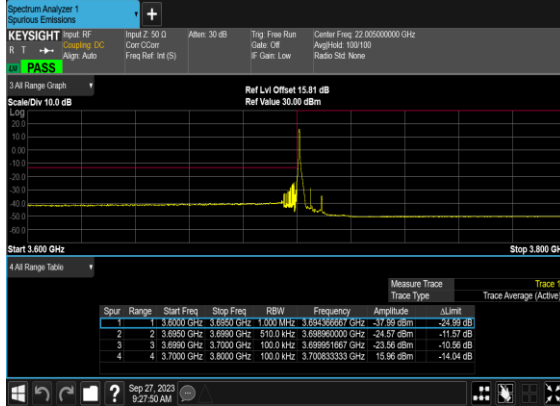 Spectrum Analyzer 1
Spurious Emissions
+
KEYSIGHT Input: RF Input Z: 50 Ω Atten: 30 dB Trig: Free Run Center Freq: 22.005000000 GHz
R T Coupling: DC Corr CCorr Gate: Off Avg|Hold: 100/100
Align: Auto Freq Ref: Int (S) IF Gain: Low Radio Std: None
PASS
3 All Range Graph Ref Lvl Offset 15.81 dB
Scale/Div 10.0 dB Ref Value 30.00 dBm
Log
20.0
10.0
0.00
-10.0
-20.0
-30.0
-40.0
-50.0
-60.0
Start 3.600 GHz Stop 3.800 GH
4 All Range Table
Measure Trace Trace 1
Trace Type Trace Average (Active)
Spur Range Start Freq Stop Freq RBW Frequency Amplitude ΔLimit
1 1 3.6000 GHz 3.6950 GHz 1.000 MHz 3.694366667 GHz -37.99 dBm -24.99 dB
2 2 3.6950 GHz 3.6990 GHz 510.0 kHz 3.698960000 GHz -24.57 dBm -11.57 dB
3 3 3.6990 GHz 3.7000 GHz 100.0 kHz 3.699951667 GHz -23.56 dBm -10.56 dB
4 4 3.7000 GHz 3.8000 GHz 100.0 kHz 3.700833333 GHz 15.96 dBm -14.04 dB
? Sep 27, 2023
9:27:50 AM